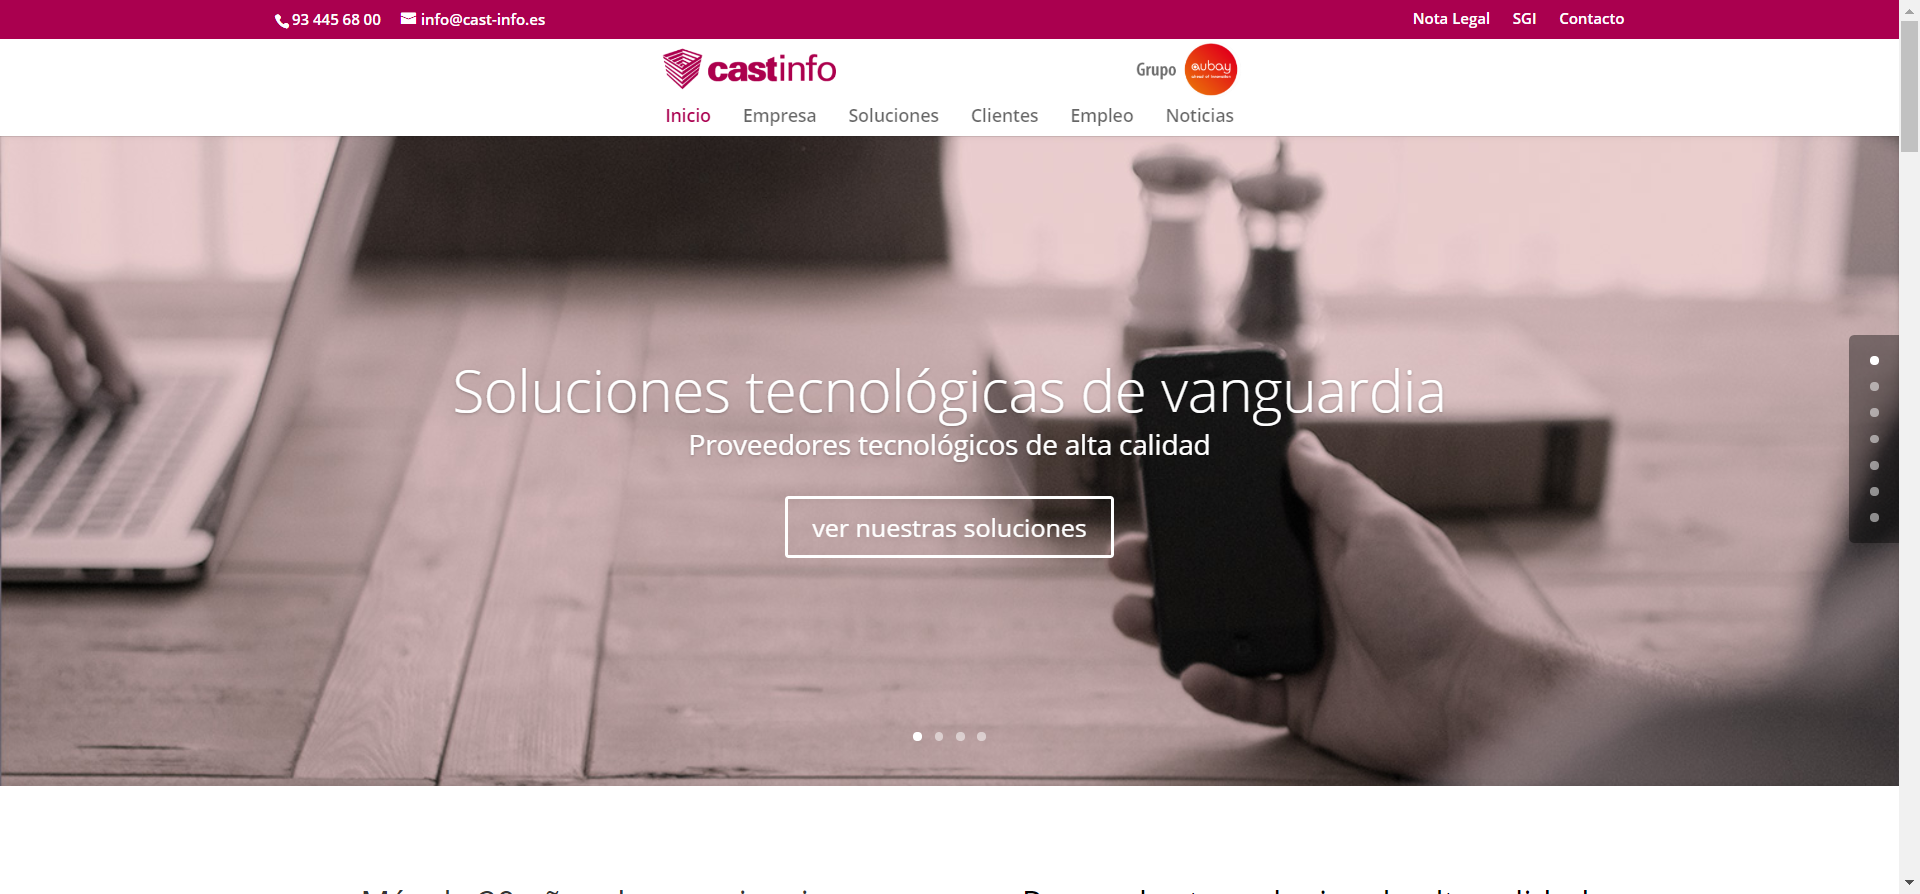 93 445 68 00 info@cast-info.es
Nota Legal SGI Contacto
castinfo
Grupo aubay
Inicio Empresa Soluciones Clientes Empleo Noticias
Soluciones tecnológicas de vanguardia
Proveedores tecnológicos de alta calidad
ver nuestras soluciones